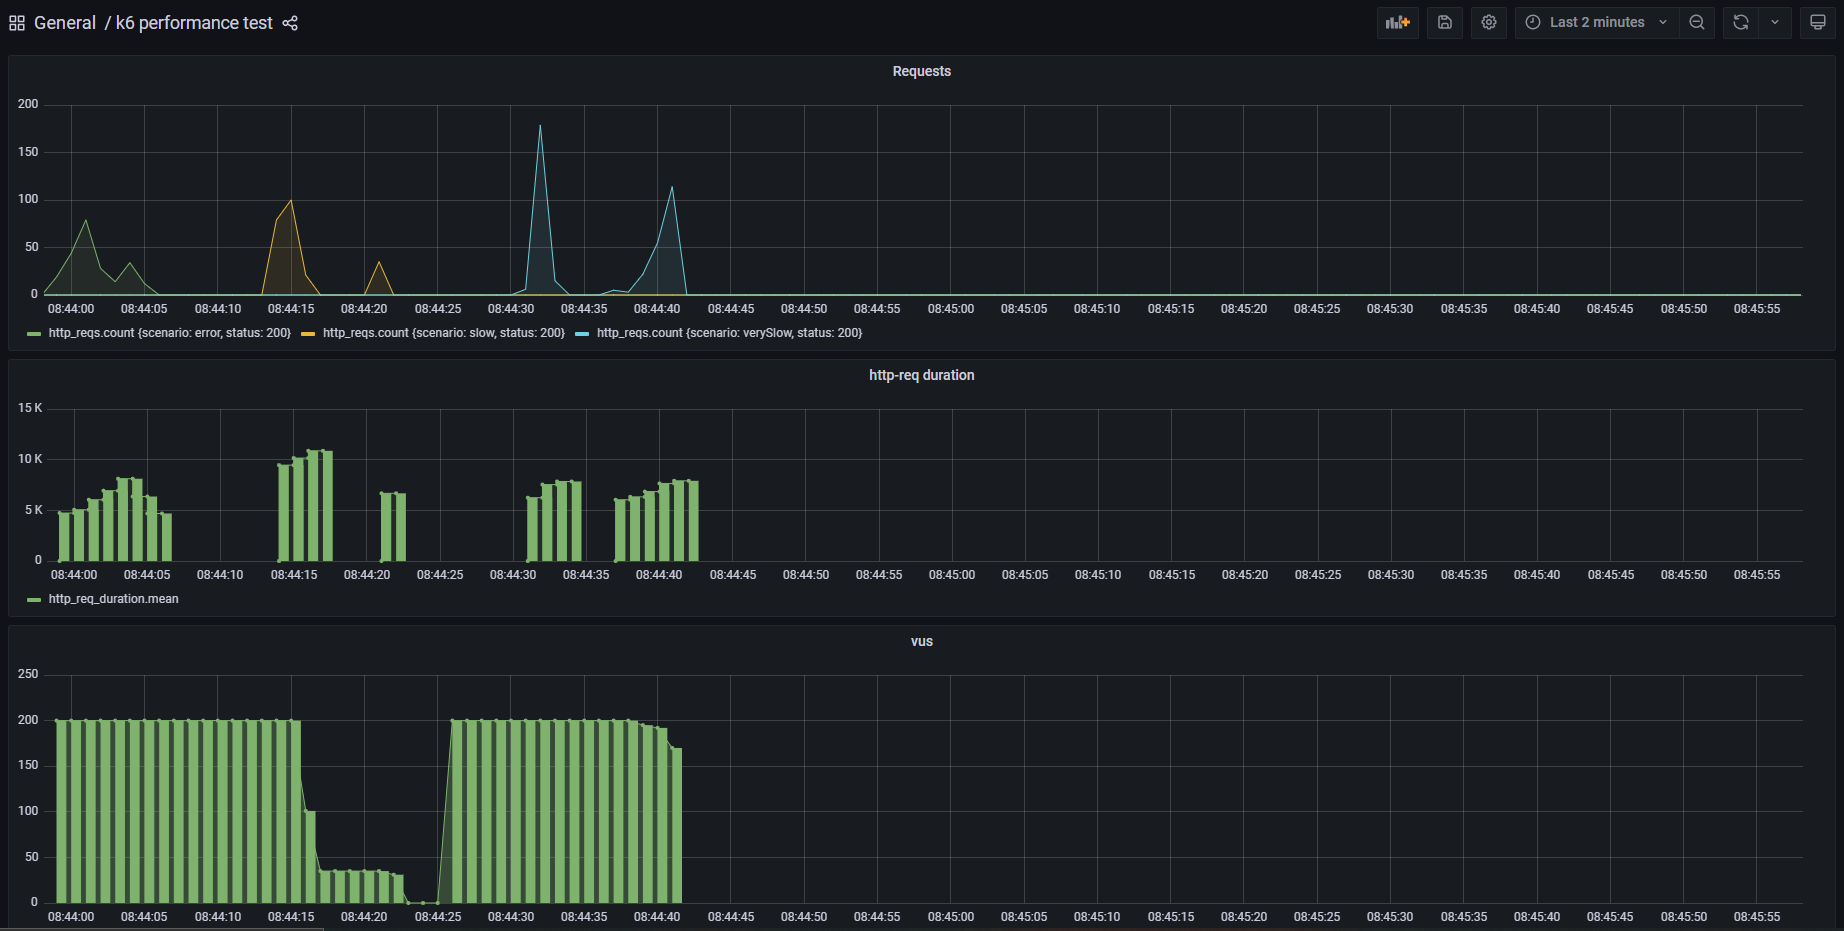 General / k6 performance test
Last 2 minutes
Requests
200
150
100
50
0
08:44:00 08:44:05 08:44:10 08:44:15 08:44:20 08:44:25 08:44:30 08:44:35 08:44:40 08:44:45 08:44:50 08:44:55 08:45:00 08:45:05 08:45:10 08:45:15 08:45:20 08:45:25 08:45:30 08:45:35 08:45:40 08:45:45 08:45:50 08:45:55
http_reqs.count {scenario: error, status: 200} http_reqs.count {scenario: slow, status: 200} http_reqs.count {scenario: verySlow, status: 200}
http-req duration
15 K
10 K
5 K
0
08:44:00 08:44:05 08:44:10 08:44:15 08:44:20 08:44:25 08:44:30 08:44:35 08:44:40 08:44:45 08:44:50 08:44:55 08:45:00 08:45:05 08:45:10 08:45:15 08:45:20 08:45:25 08:45:30 08:45:35 08:45:40 08:45:45 08:45:50 08:45:55
http_req_duration.mean
vus
250
200
150
100
50
0
08:44:00 08:44:05 08:44:10 08:44:15 08:44:20 08:44:25 08:44:30 08:44:35 08:44:40 08:44:45 08:44:50 08:44:55 08:45:00 08:45:05 08:45:10 08:45:15 08:45:20 08:45:25 08:45:30 08:45:35 08:45:40 08:45:45 08:45:50 08:45:55